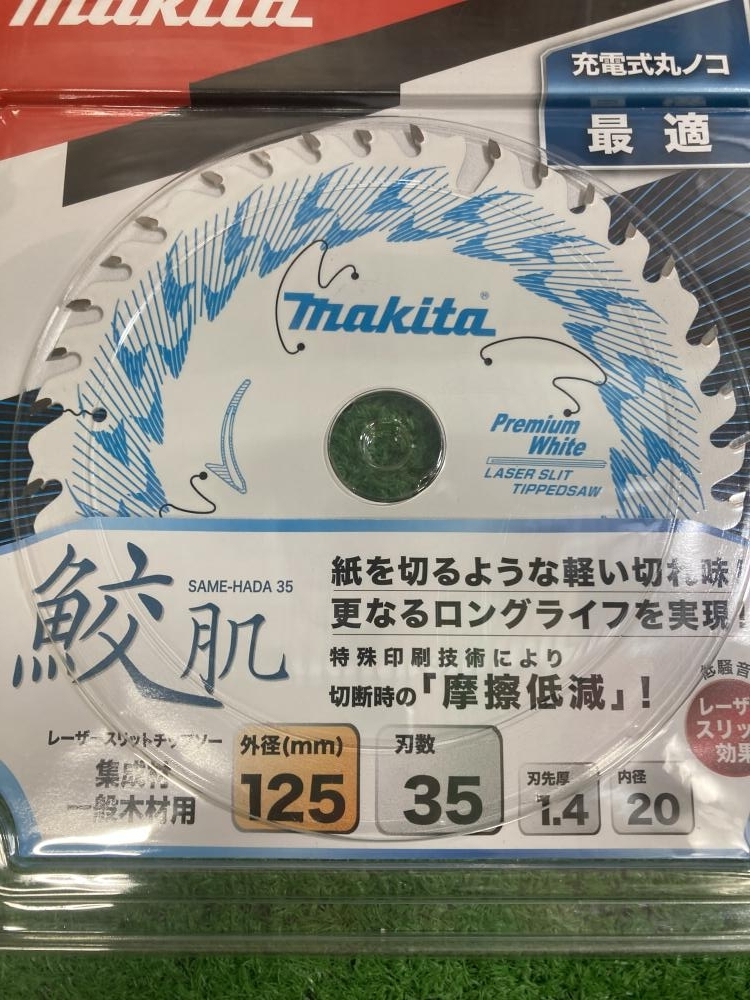 makita
充電式丸ノコ
最適
makita®
Premium
White
LASER SLIT
TIPPEDSAW
鮫肌
SAME-HADA 35
紙を切るような軽い切れ味
更なるロングライフを実現!
特殊印刷技術により
切断時の「摩擦低減」!
低騒音
レーザ
スリッ
効果
レーザースリットチップソー
集成材
一般木材用
外径(mm)
125
刃数
35
刃先厚
1.4
内径
20